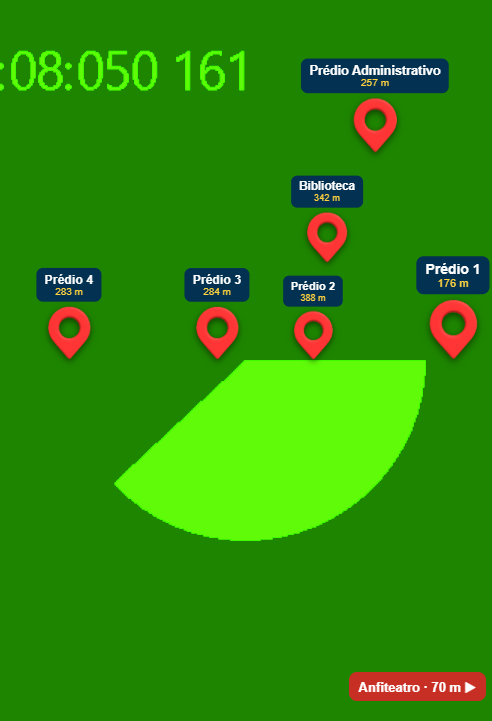 :08:050 161
Prédio Administrativo
257 m
Biblioteca
342 m
Prédio 4
283 m
Prédio 3
284 m
Prédio 2
388 m
Prédio 1
176 m
Anfiteatro · 70 m ▶